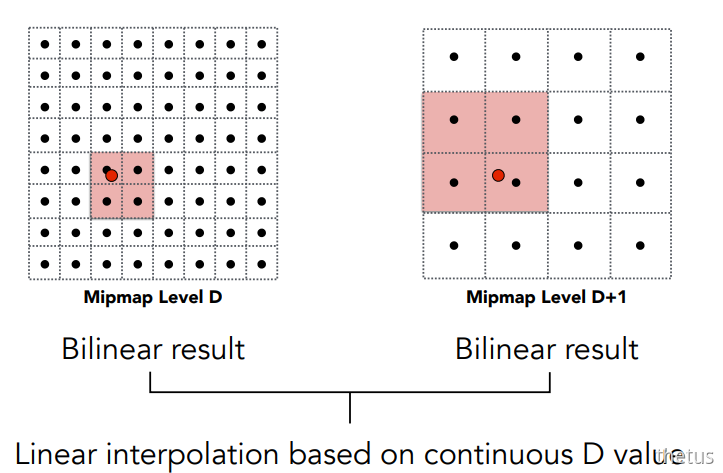 Mipmap Level D
Mipmap Level D+1
Bilinear result
Bilinear result
Linear interpolation based on continuous D value
thetus